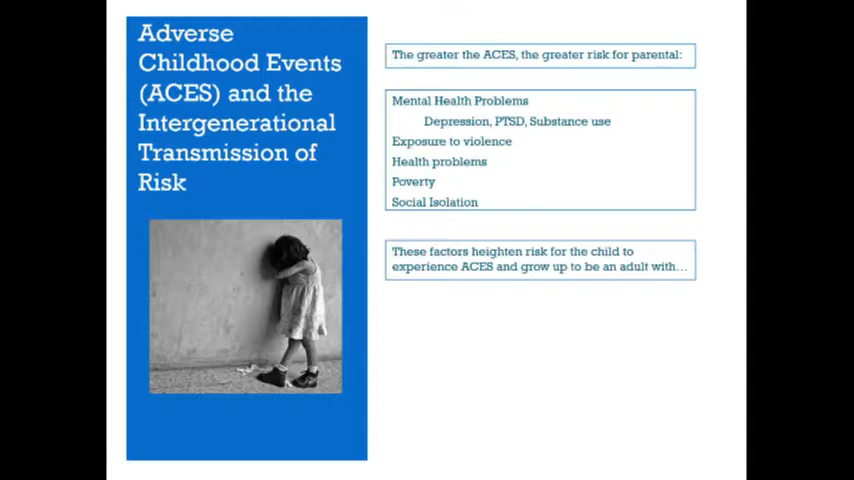 Adverse
Childhood Events
(ACES) and the
Intergenerational
Transmission of
Risk
The greater the ACES, the greater risk for parental:
Mental Health Problems
Depression, PTSD, Substance use
Exposure to violence
Health problems
Poverty
Social Isolation
These factors heighten risk for the child to
experience ACES and grow up to be an adult with…